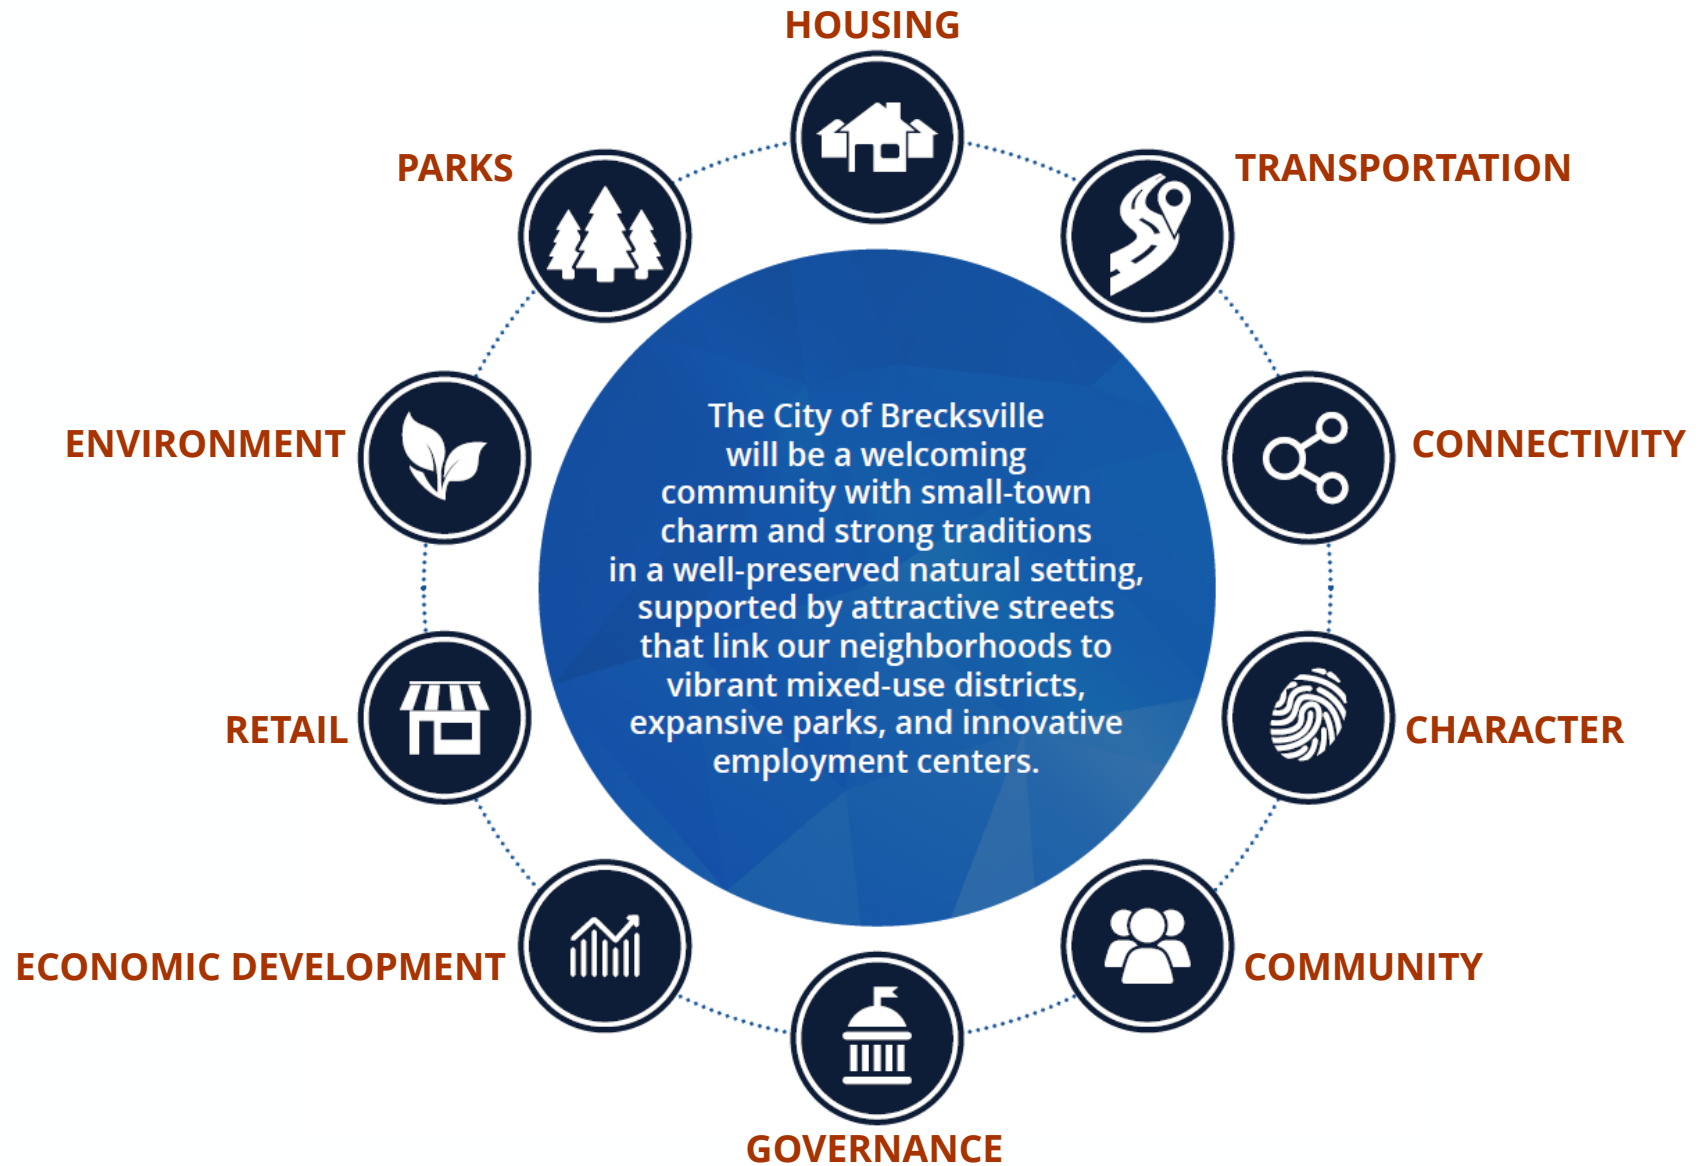 HOUSING
PARKS
TRANSPORTATION
ENVIRONMENT
CONNECTIVITY
The City of Brecksville
will be a welcoming
community with small-town
charm and strong traditions
in a well-preserved natural setting,
supported by attractive streets
that link our neighborhoods to
vibrant mixed-use districts,
expansive parks, and innovative
employment centers.
RETAIL
CHARACTER
ECONOMIC DEVELOPMENT
COMMUNITY
GOVERNANCE